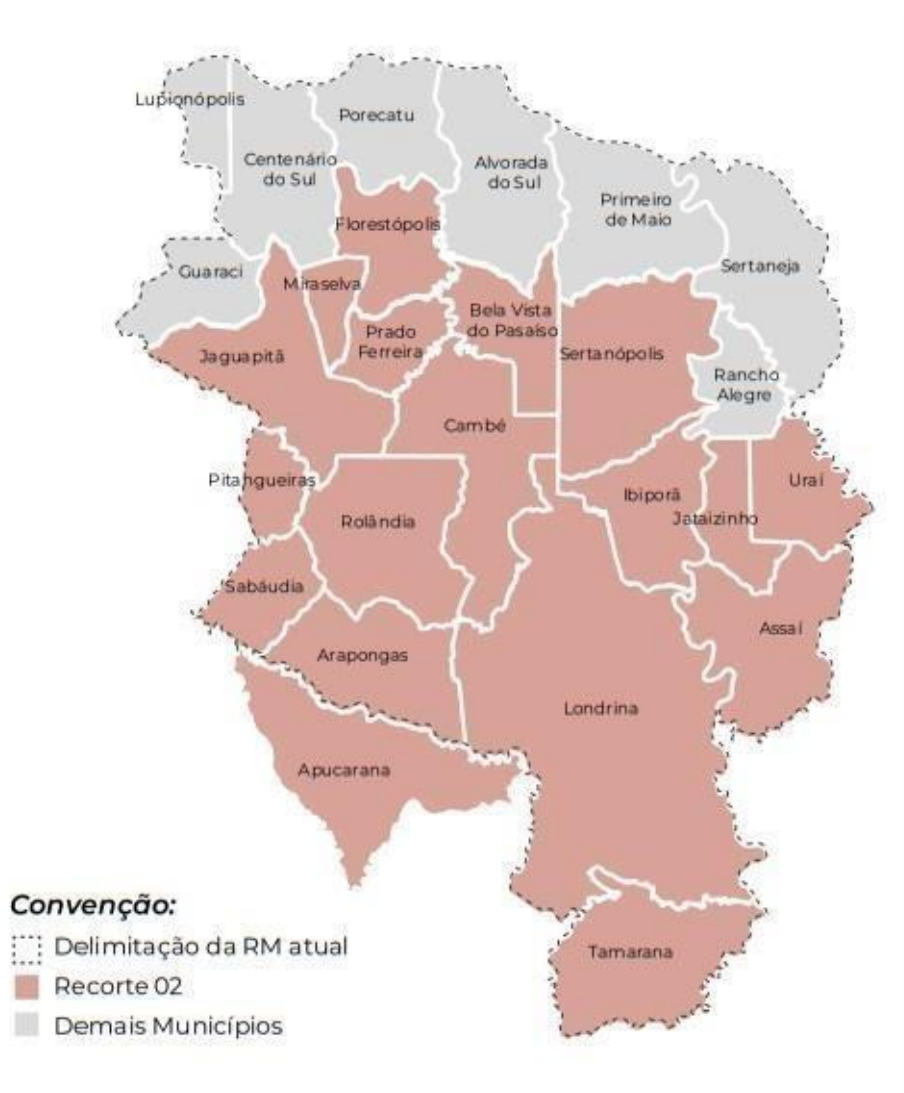 Lupionópolis
Porecatu
Centenário
do Sul
Alvorada
do Sul
Primeiro
de Maio
Florestópolis
Sertaneja
Guaraci
Miraselva
Bela Vista
do Pasaíso
Prado
Ferreira
Jaguapitã
Sertanópolis
Rancho
Alegre
Cambé
Pitangueiras
Uraí
Ibiporã
Rolândia
Jataizinho
Sabáudia
Assaí
Arapongas
Londrina
Apucarana
Tamarana
Convenção:
Delimitação da RM atual
Recorte 02
Demais Municípios